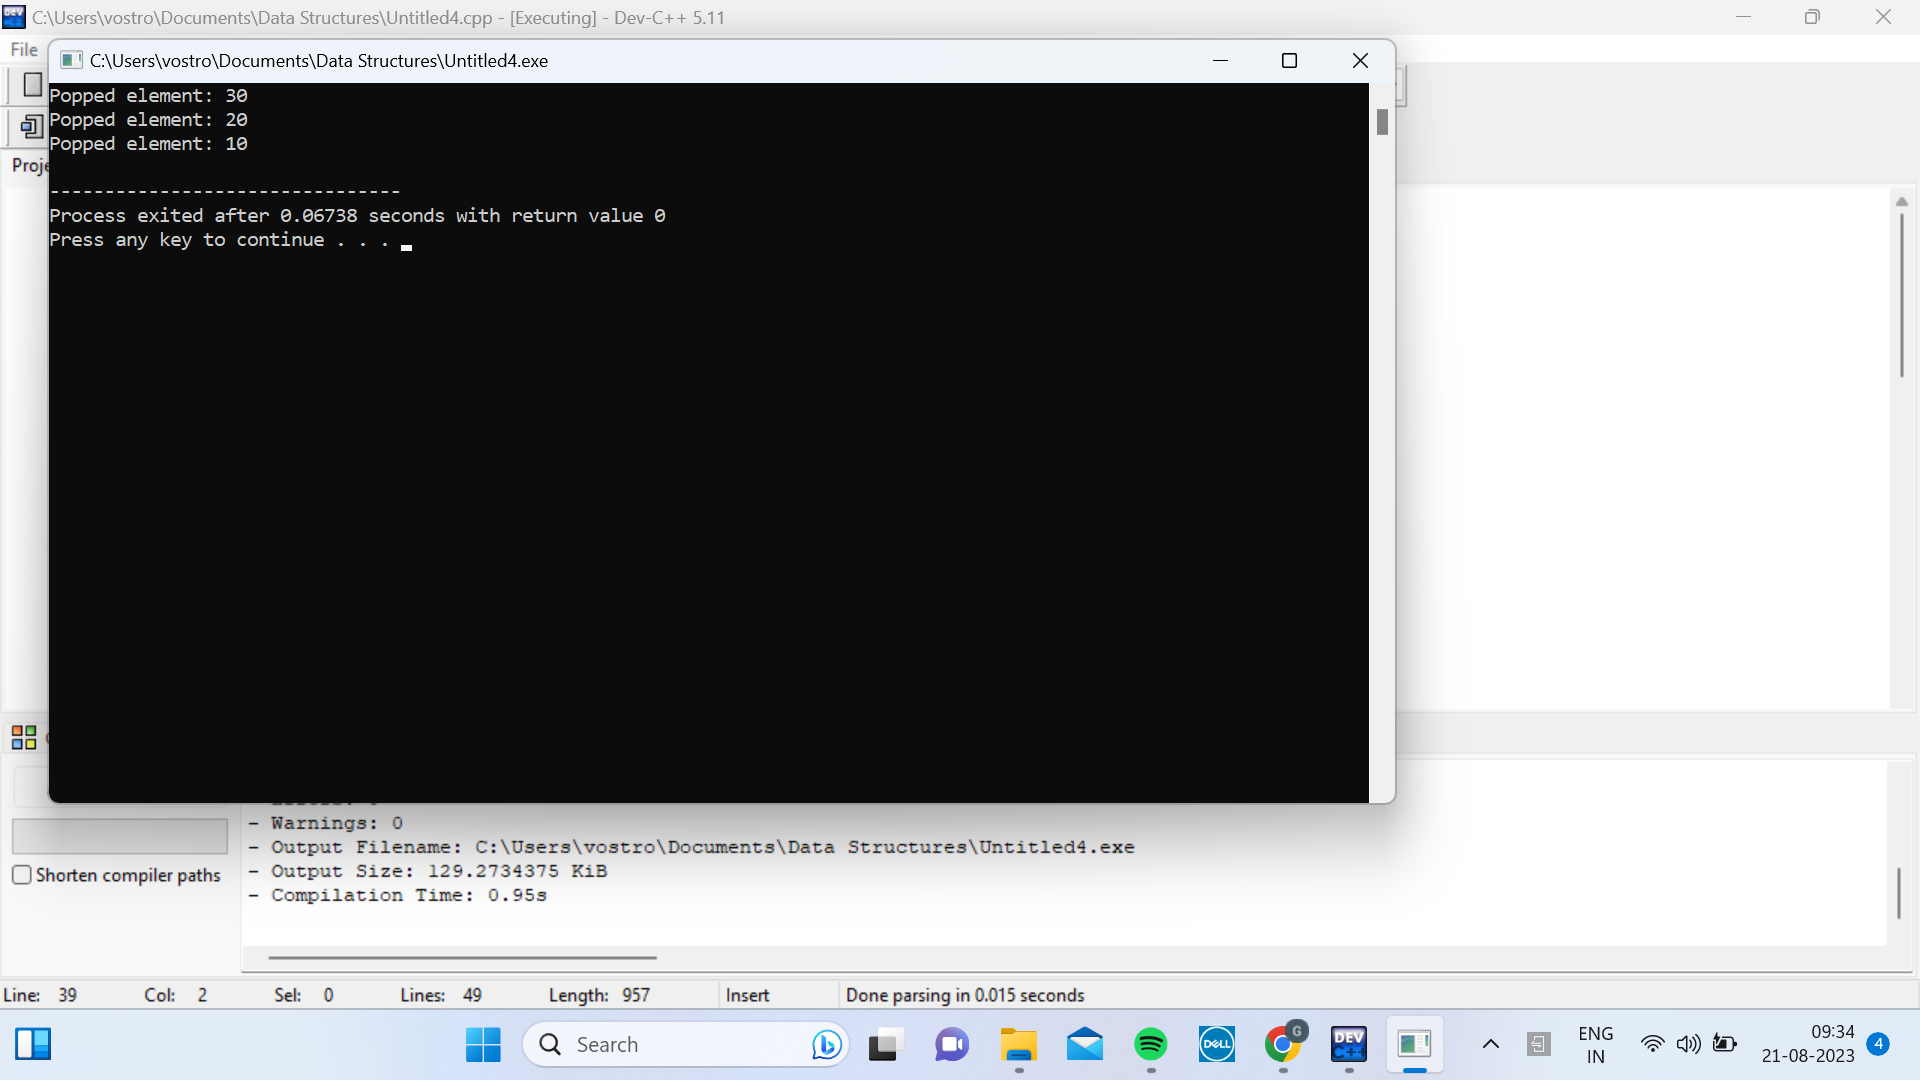 C:\Users\vostro\Documents\Data Structures\Untitled4.cpp - [Executing] - Dev-C++ 5.11
File
C:\Users\vostro\Documents\Data Structures\Untitled4.exe
Popped element: 30
Popped element: 20
Popped element: 10
Proje
--------------------------------
Process exited after 0.06738 seconds with return value 0
Press any key to continue . . .
- Warnings: 0
- Output Filename: C:\Users\vostro\Documents\Data Structures\Untitled4.exe
Shorten compiler paths
- Output Size: 129.2734375 KiB
- Compilation Time: 0.95s
Line: 39 Col: 2 Sel: 0 Lines: 49 Length: 957 Insert Done parsing in 0.015 seconds
Search
DELL
G
DEV C++
ENG
IN
09:34
21-08-2023
4